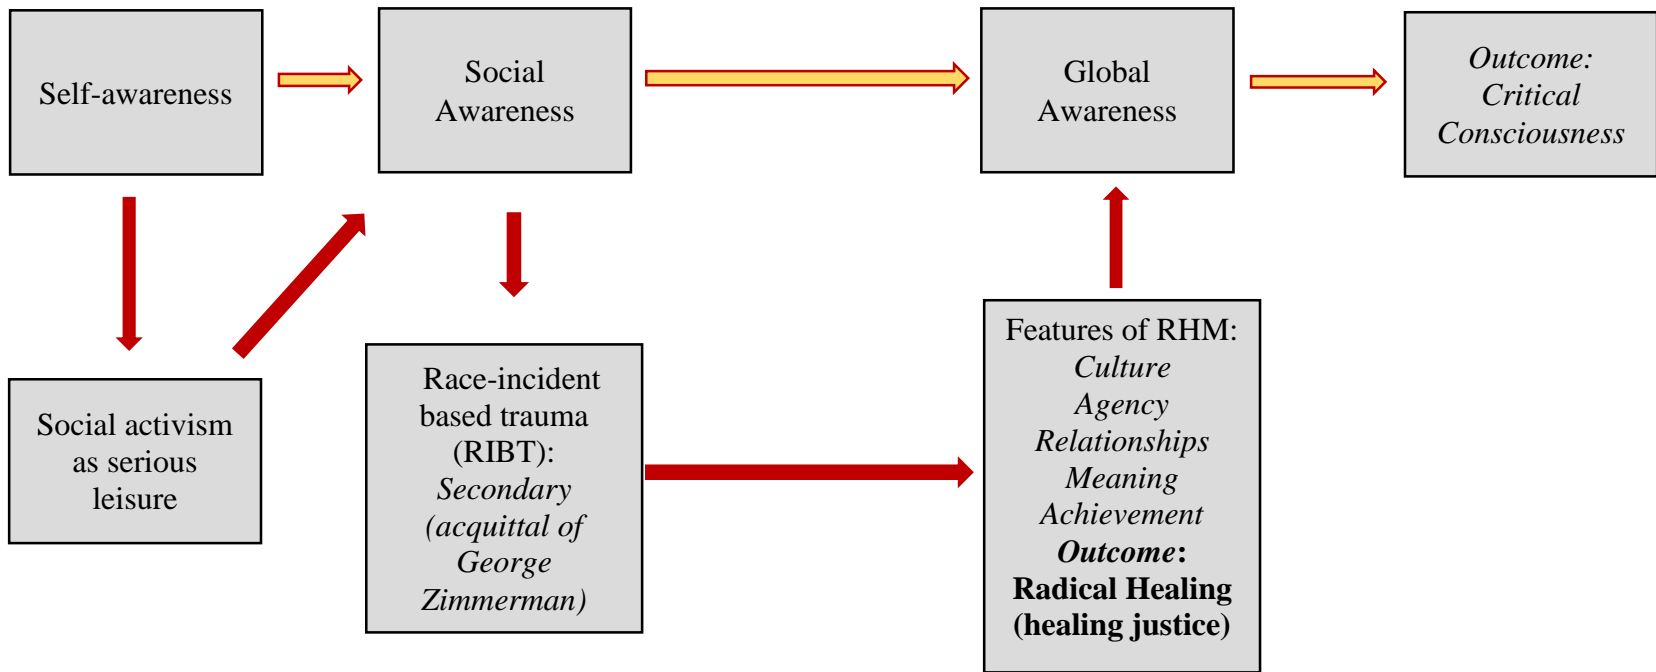 Self-awareness
Social
Awareness
Global
Awareness
Outcome:
Critical
Consciousness
Social activism
as serious
leisure
Race-incident
based trauma
(RIBT):
Secondary
(acquittal of
George
Zimmerman)
Features of RHM:
Culture
Agency
Relationships
Meaning
Achievement
Outcome:
Radical Healing
(healing justice)